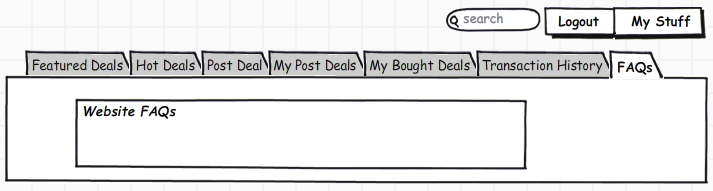 search Logout My Stuff
Featured Deals Hot Deals Post Deal My Post Deals My Bought Deals Transaction History FAQs
Website FAQs